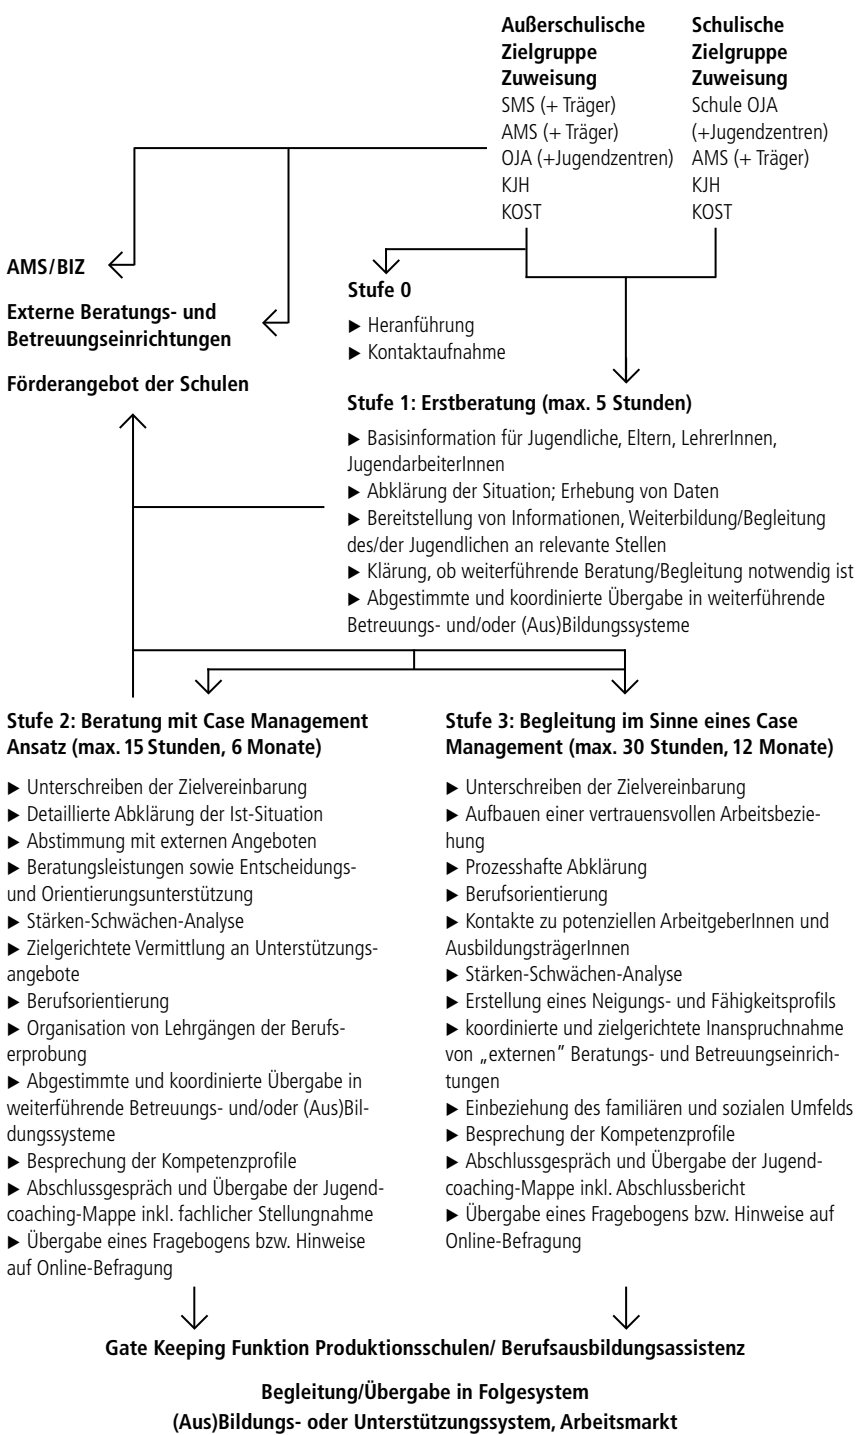 Außerschulische
Zielgruppe
Zuweisung
SMS (+ Träger)
AMS (+ Träger)
OJA (+Jugendzentren)
KJH
KOST
Schulische
Zielgruppe
Zuweisung
Schule OJA
(+Jugendzentren)
AMS (+ Träger)
KJH
KOST
AMS/BIZ
Externe Beratungs- und
Betreuungseinrichtungen
Förderangebot der Schulen
Stufe 0
▶ Heranführung
▶ Kontaktaufnahme
Stufe 1: Erstberatung (max. 5 Stunden)
▶ Basisinformation für Jugendliche, Eltern, LehrerInnen,
JugendarbeiterInnen
▶ Abklärung der Situation; Erhebung von Daten
▶ Bereitstellung von Informationen, Weiterbildung/Begleitung
des/der Jugendlichen an relevante Stellen
▶ Klärung, ob weiterführende Beratung/Begleitung notwendig ist
▶ Abgestimmte und koordinierte Übergabe in weiterführende
Betreuungs- und/oder (Aus)Bildungssysteme
Stufe 2: Beratung mit Case Management
Ansatz (max. 15 Stunden, 6 Monate)
▶ Unterschreiben der Zielvereinbarung
▶ Detaillierte Abklärung der Ist-Situation
▶ Abstimmung mit externen Angeboten
▶ Beratungsleistungen sowie Entscheidungs-
und Orientierungsunterstützung
▶ Stärken-Schwächen-Analyse
▶ Zielgerichtete Vermittlung an Unterstützungs-
angebote
▶ Berufsorientierung
▶ Organisation von Lehrgängen der Berufs-
erprobung
▶ Abgestimmte und koordinierte Übergabe in
weiterführende Betreuungs- und/oder (Aus)Bil-
dungssysteme
▶ Besprechung der Kompetenzprofile
▶ Abschlussgespräch und Übergabe der Jugend-
coaching-Mappe inkl. fachlicher Stellungnahme
▶ Übergabe eines Fragebogens bzw. Hinweise
auf Online-Befragung
Stufe 3: Begleitung im Sinne eines Case
Management (max. 30 Stunden, 12 Monate)
▶ Unterschreiben der Zielvereinbarung
▶ Aufbauen einer vertrauensvollen Arbeitsbezie-
hung
▶ Prozesshafte Abklärung
▶ Berufsorientierung
▶ Kontakte zu potenziellen ArbeitgeberInnen und
AusbildungsträgerInnen
▶ Stärken-Schwächen-Analyse
▶ Erstellung eines Neigungs- und Fähigkeitsprofils
▶ koordinierte und zielgerichtete Inanspruchnahme
von „externen" Beratungs- und Betreuungseinrich-
tungen
▶ Einbeziehung des familiären und sozialen Umfelds
▶ Besprechung der Kompetenzprofile
▶ Abschlussgespräch und Übergabe der Jugend-
coaching-Mappe inkl. Abschlussbericht
▶ Übergabe eines Fragebogens bzw. Hinweise auf
Online-Befragung
Gate Keeping Funktion Produktionsschulen/ Berufsausbildungsassistenz
Begleitung/Übergabe in Folgesystem
(Aus)Bildungs- oder Unterstützungssystem, Arbeitsmarkt